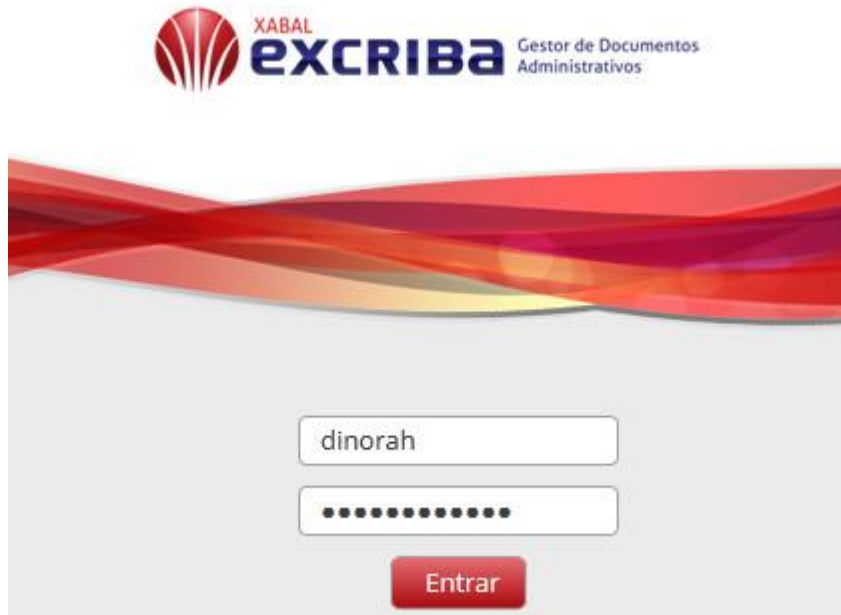 XABAL
excriba
Gestor de Documentos
Administrativos
dinorah
••••••••••••
Entrar